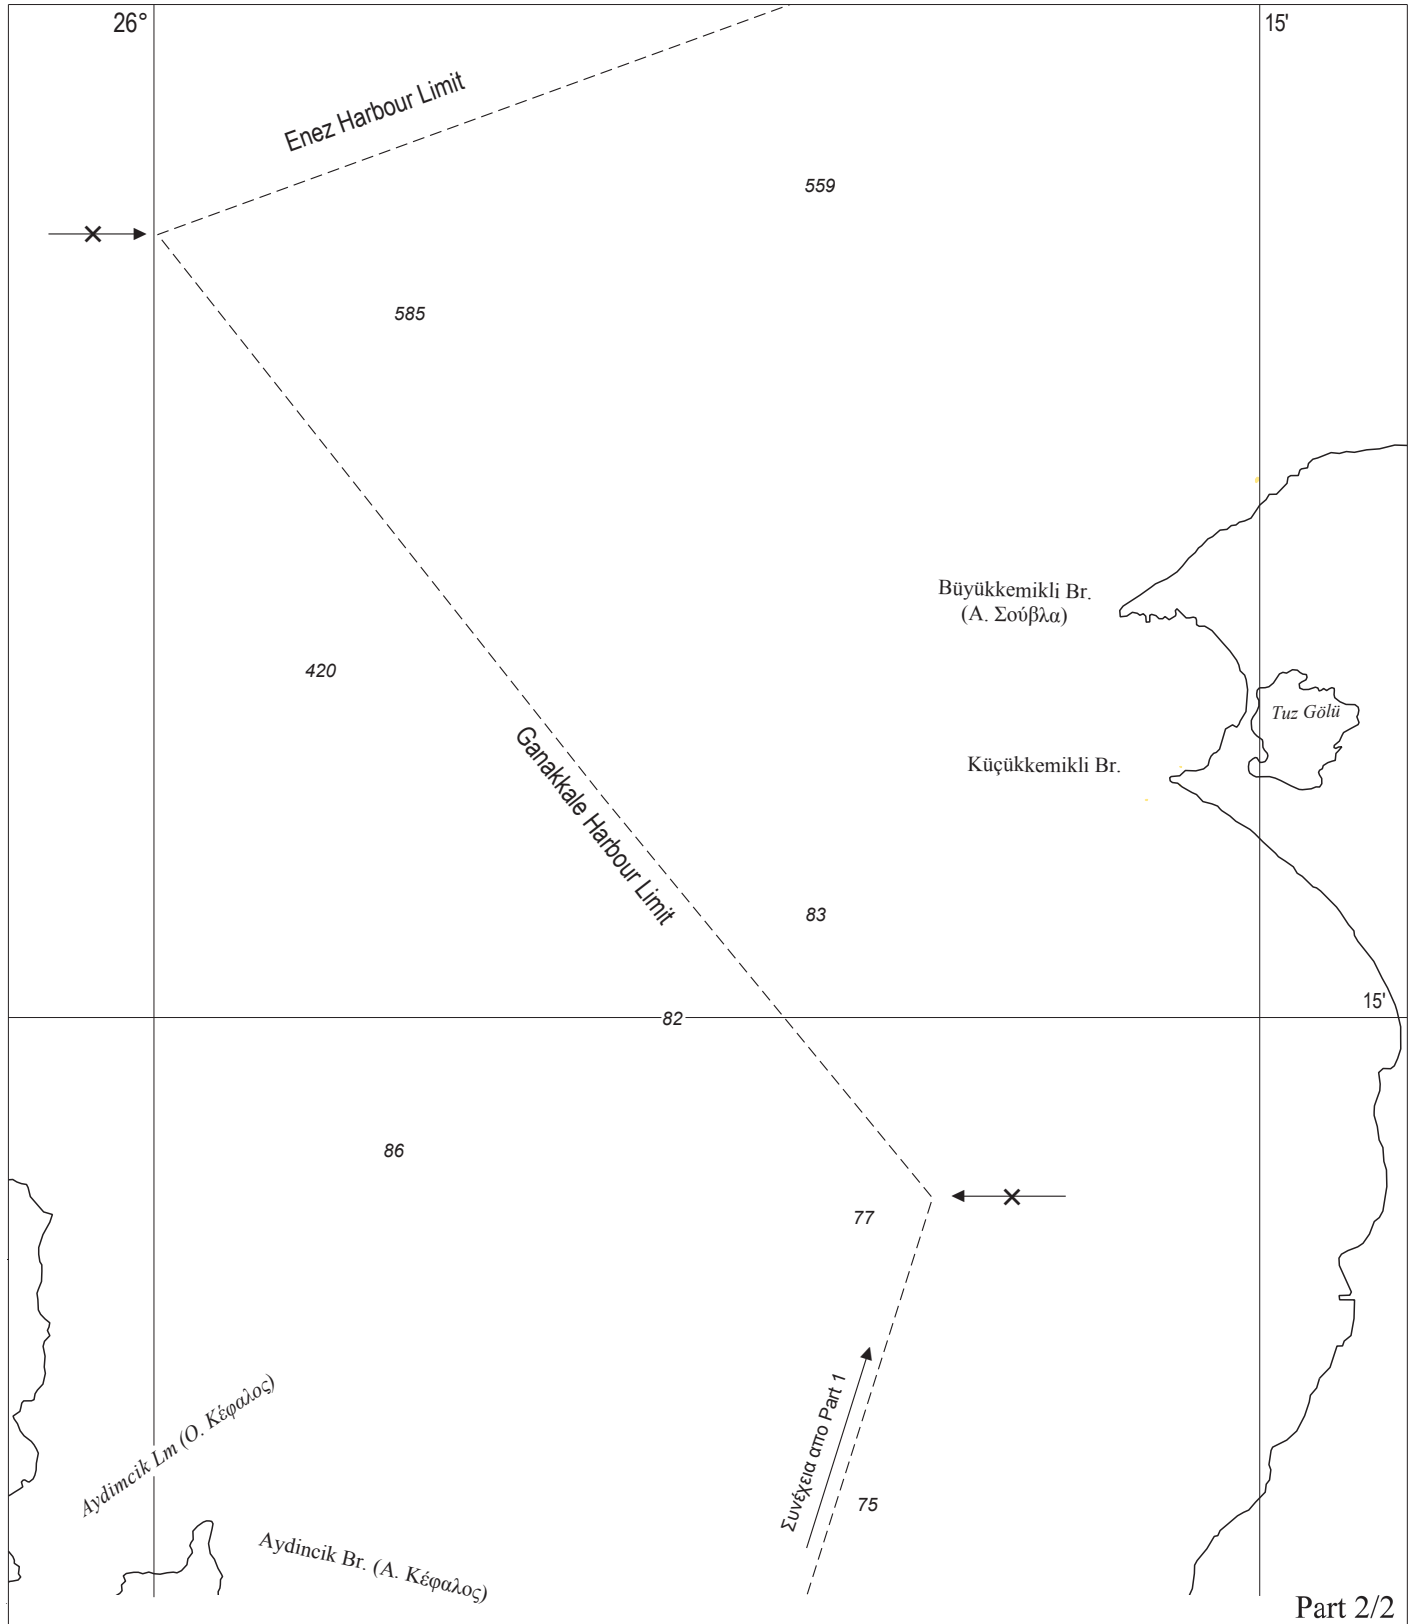 26°
15'
Enez Harbour Limit
559
585
Büyükkemikli Br.
(Α. Σούβλα)
420
Tuz Gölü
Ganakkale Harbour Limit
Küçükkemikli Br.
83
15'
82
86
77
Συνέχεια απο Part 1
Aydimcik Lm (Ο. Κέφαλος)
75
Aydincik Br. (Α. Κέφαλος)
Part 2/2